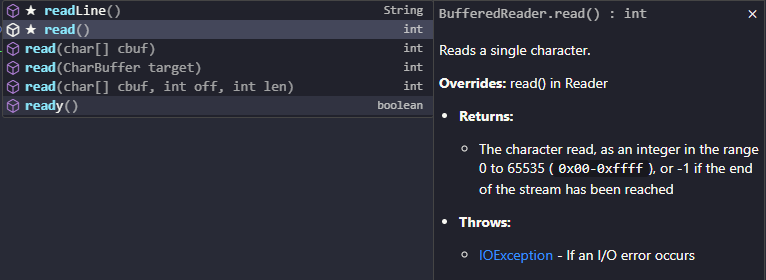 ★ readLine() String
★ read() int
read(char[] cbuf) int
read(CharBuffer target) int
read(char[] cbuf, int off, int len) int
ready() boolean
BufferedReader.read() : int
Reads a single character.
Overrides: read() in Reader
• Returns:
○ The character read, as an integer in the range
0 to 65535 ( 0x00-0xffff ), or -1 if the end
of the stream has been reached
• Throws:
○ IOException - If an I/O error occurs